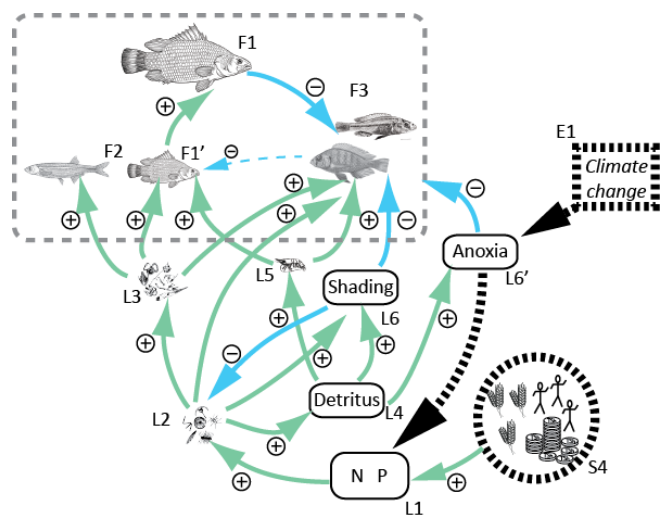 F1
⊖
F3
E1
⊕
Climate
change
F2
F1’
⊖
⊕
⊖
⊕
⊕
⊕
⊕
⊕
⊖
Anoxia
L6’
L3
L5
Shading
L6
⊕
⊕
⊕
⊕
⊕
⊖
L2
Detritus
L4
⊕
N P
L1
⊕
⊕
S4